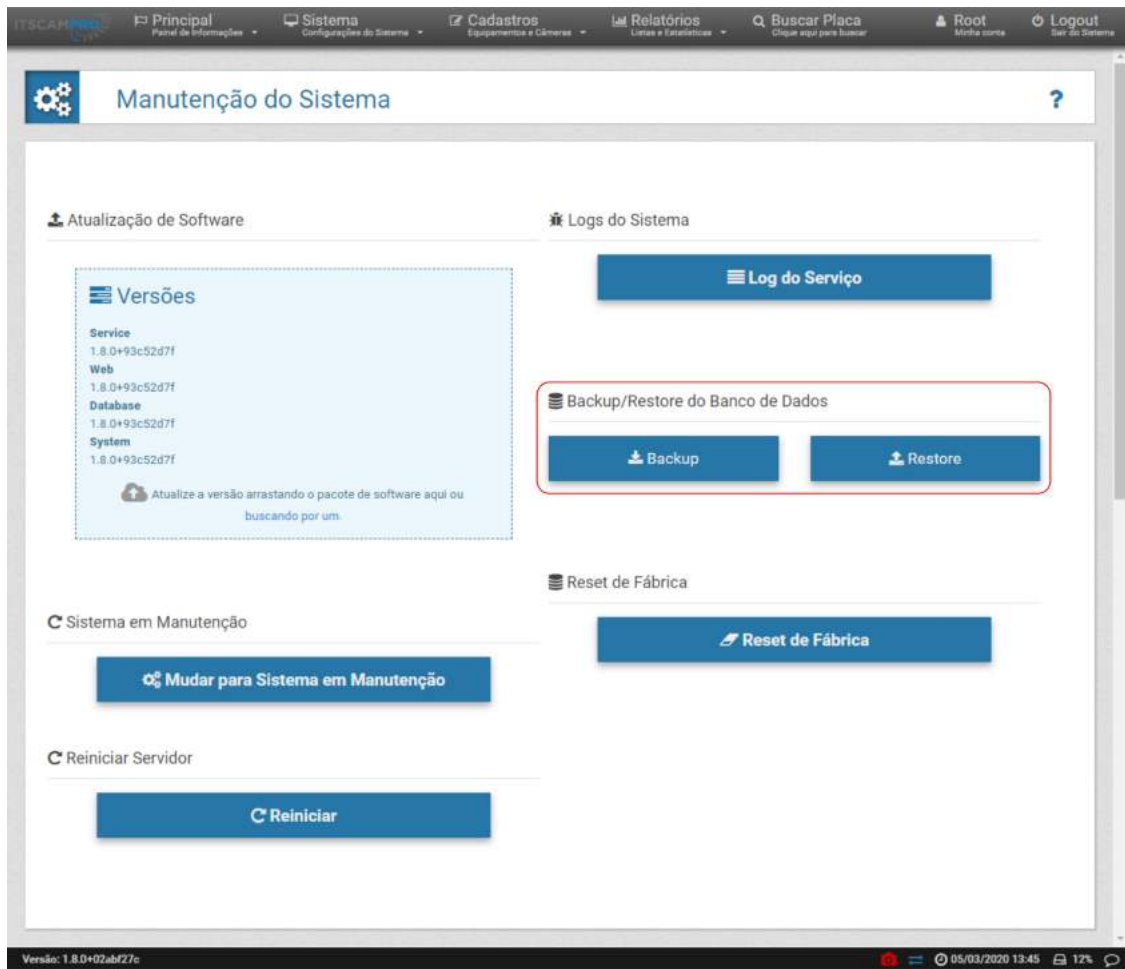 ITSCAMPRO
Principal
Painel de Informações
Sistema
Configurações do Sistema
Cadastros
Equipamentos e Câmeras
Relatórios
Listas e Estatísticas
Buscar Placa
Clique aqui para buscar
Root
Minha conta
Logout
Sair do Sistema
Manutenção do Sistema
?
Atualização de Software
Versões
Service
1.8.0+93c52d7f
Web
1.8.0+93c52d7f
Database
1.8.0+93c52d7f
System
1.8.0+93c52d7f
Atualize a versão arrastando o pacote de software aqui ou
buscando por um.
Sistema em Manutenção
Mudar para Sistema em Manutenção
Reiniciar Servidor
Reiniciar
Logs do Sistema
Log do Serviço
Backup/Restore do Banco de Dados
Backup
Restore
Reset de Fábrica
Reset de Fábrica
Versão: 1.8.0+02abf27c
05/03/2020 13:45
12%